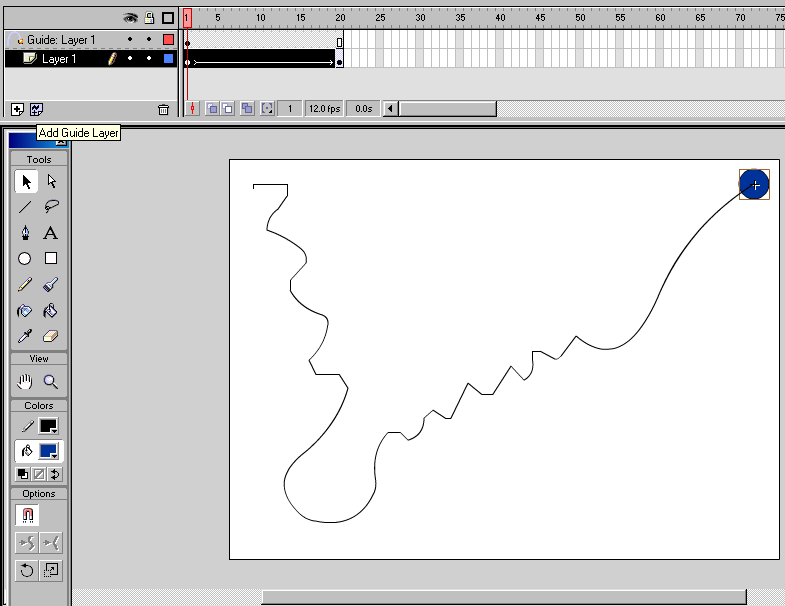 1 5 10 15 20 25 30 35 40 45 50 55 60 65 70 75
Guide: Layer 1
Layer 1
1 12.0 fps 0.0s
Add Guide Layer
Tools
A
View
Colors
Options